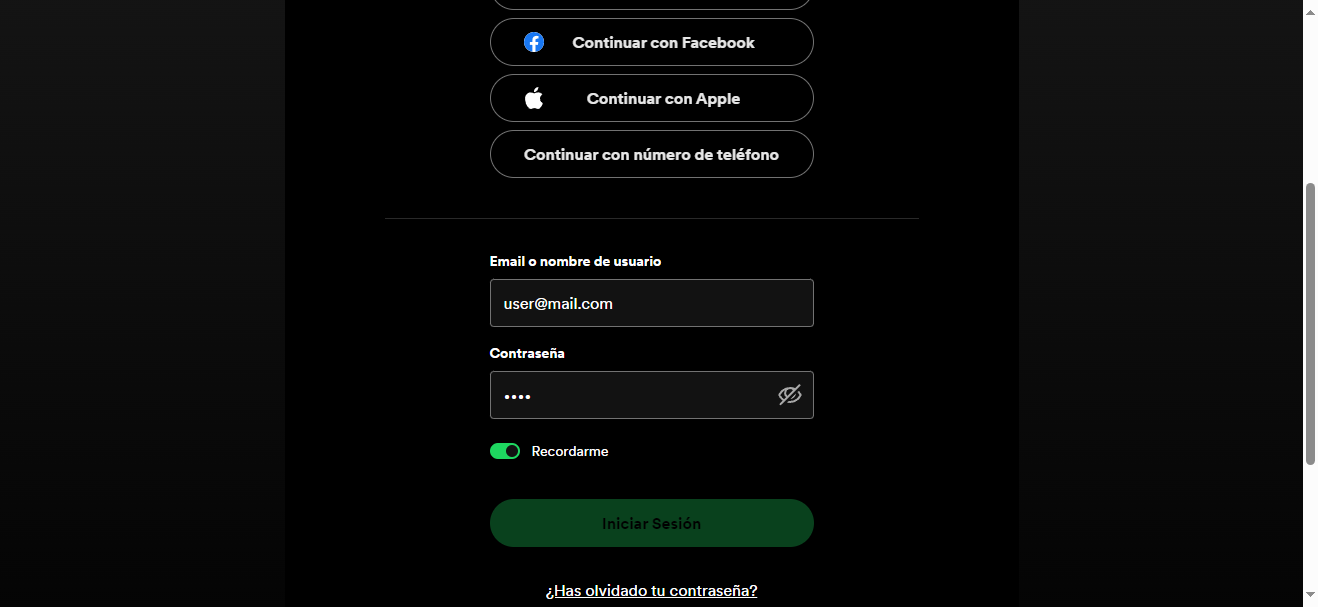 Continuar con Facebook
Continuar con Apple
Continuar con número de teléfono
Email o nombre de usuario
user@mail.com
Contraseña
••••
Recordarme
Iniciar Sesión
¿Has olvidado tu contraseña?